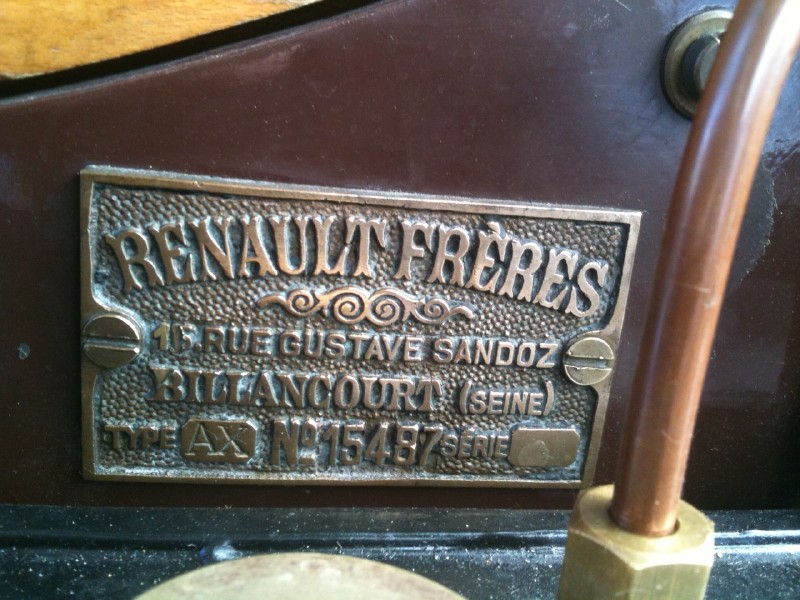 RENAULT FRÈRES
15, RUE GUSTAVE SANDOZ
BILLANCOURT (SEINE)
TYPE AX No 15487 SÉRIE